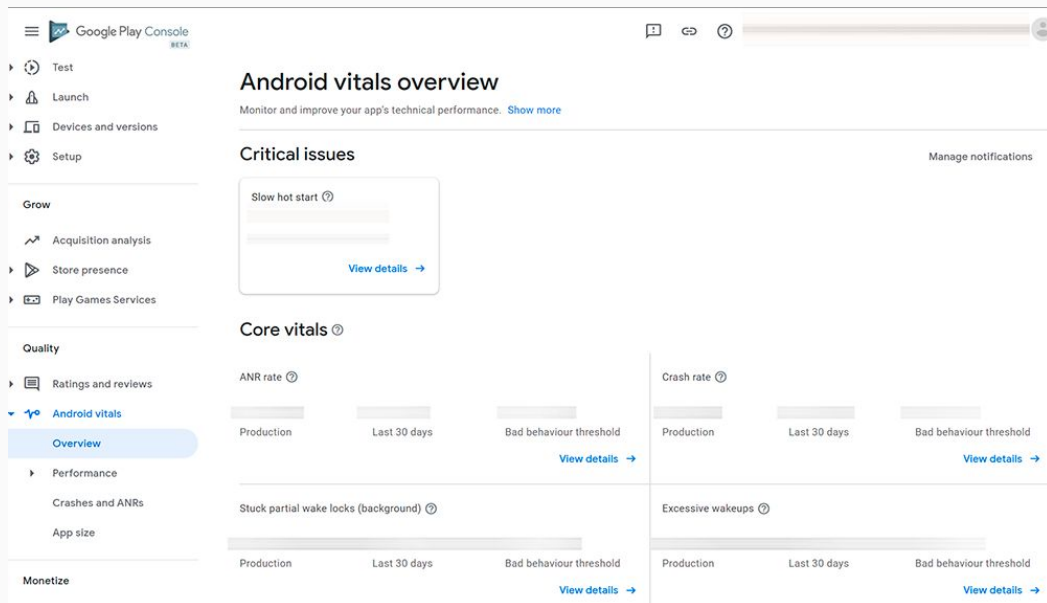 Google Play Console
BETA
Test
Launch
Devices and versions
Setup
Grow
Acquisition analysis
Store presence
Play Games Services
Quality
Ratings and reviews
Android vitals
Overview
Performance
Crashes and ANRs
App size
Monetize
Android vitals overview
Monitor and improve your app's technical performance. Show more
Critical issues
Manage notifications
Slow hot start
View details
Core vitals
ANR rate
Production Last 30 days Bad behaviour threshold
View details
Crash rate
Production Last 30 days Bad behaviour threshold
View details
Stuck partial wake locks (background)
Production Last 30 days Bad behaviour threshold
View details
Excessive wakeups
Production Last 30 days Bad behaviour threshold
View details